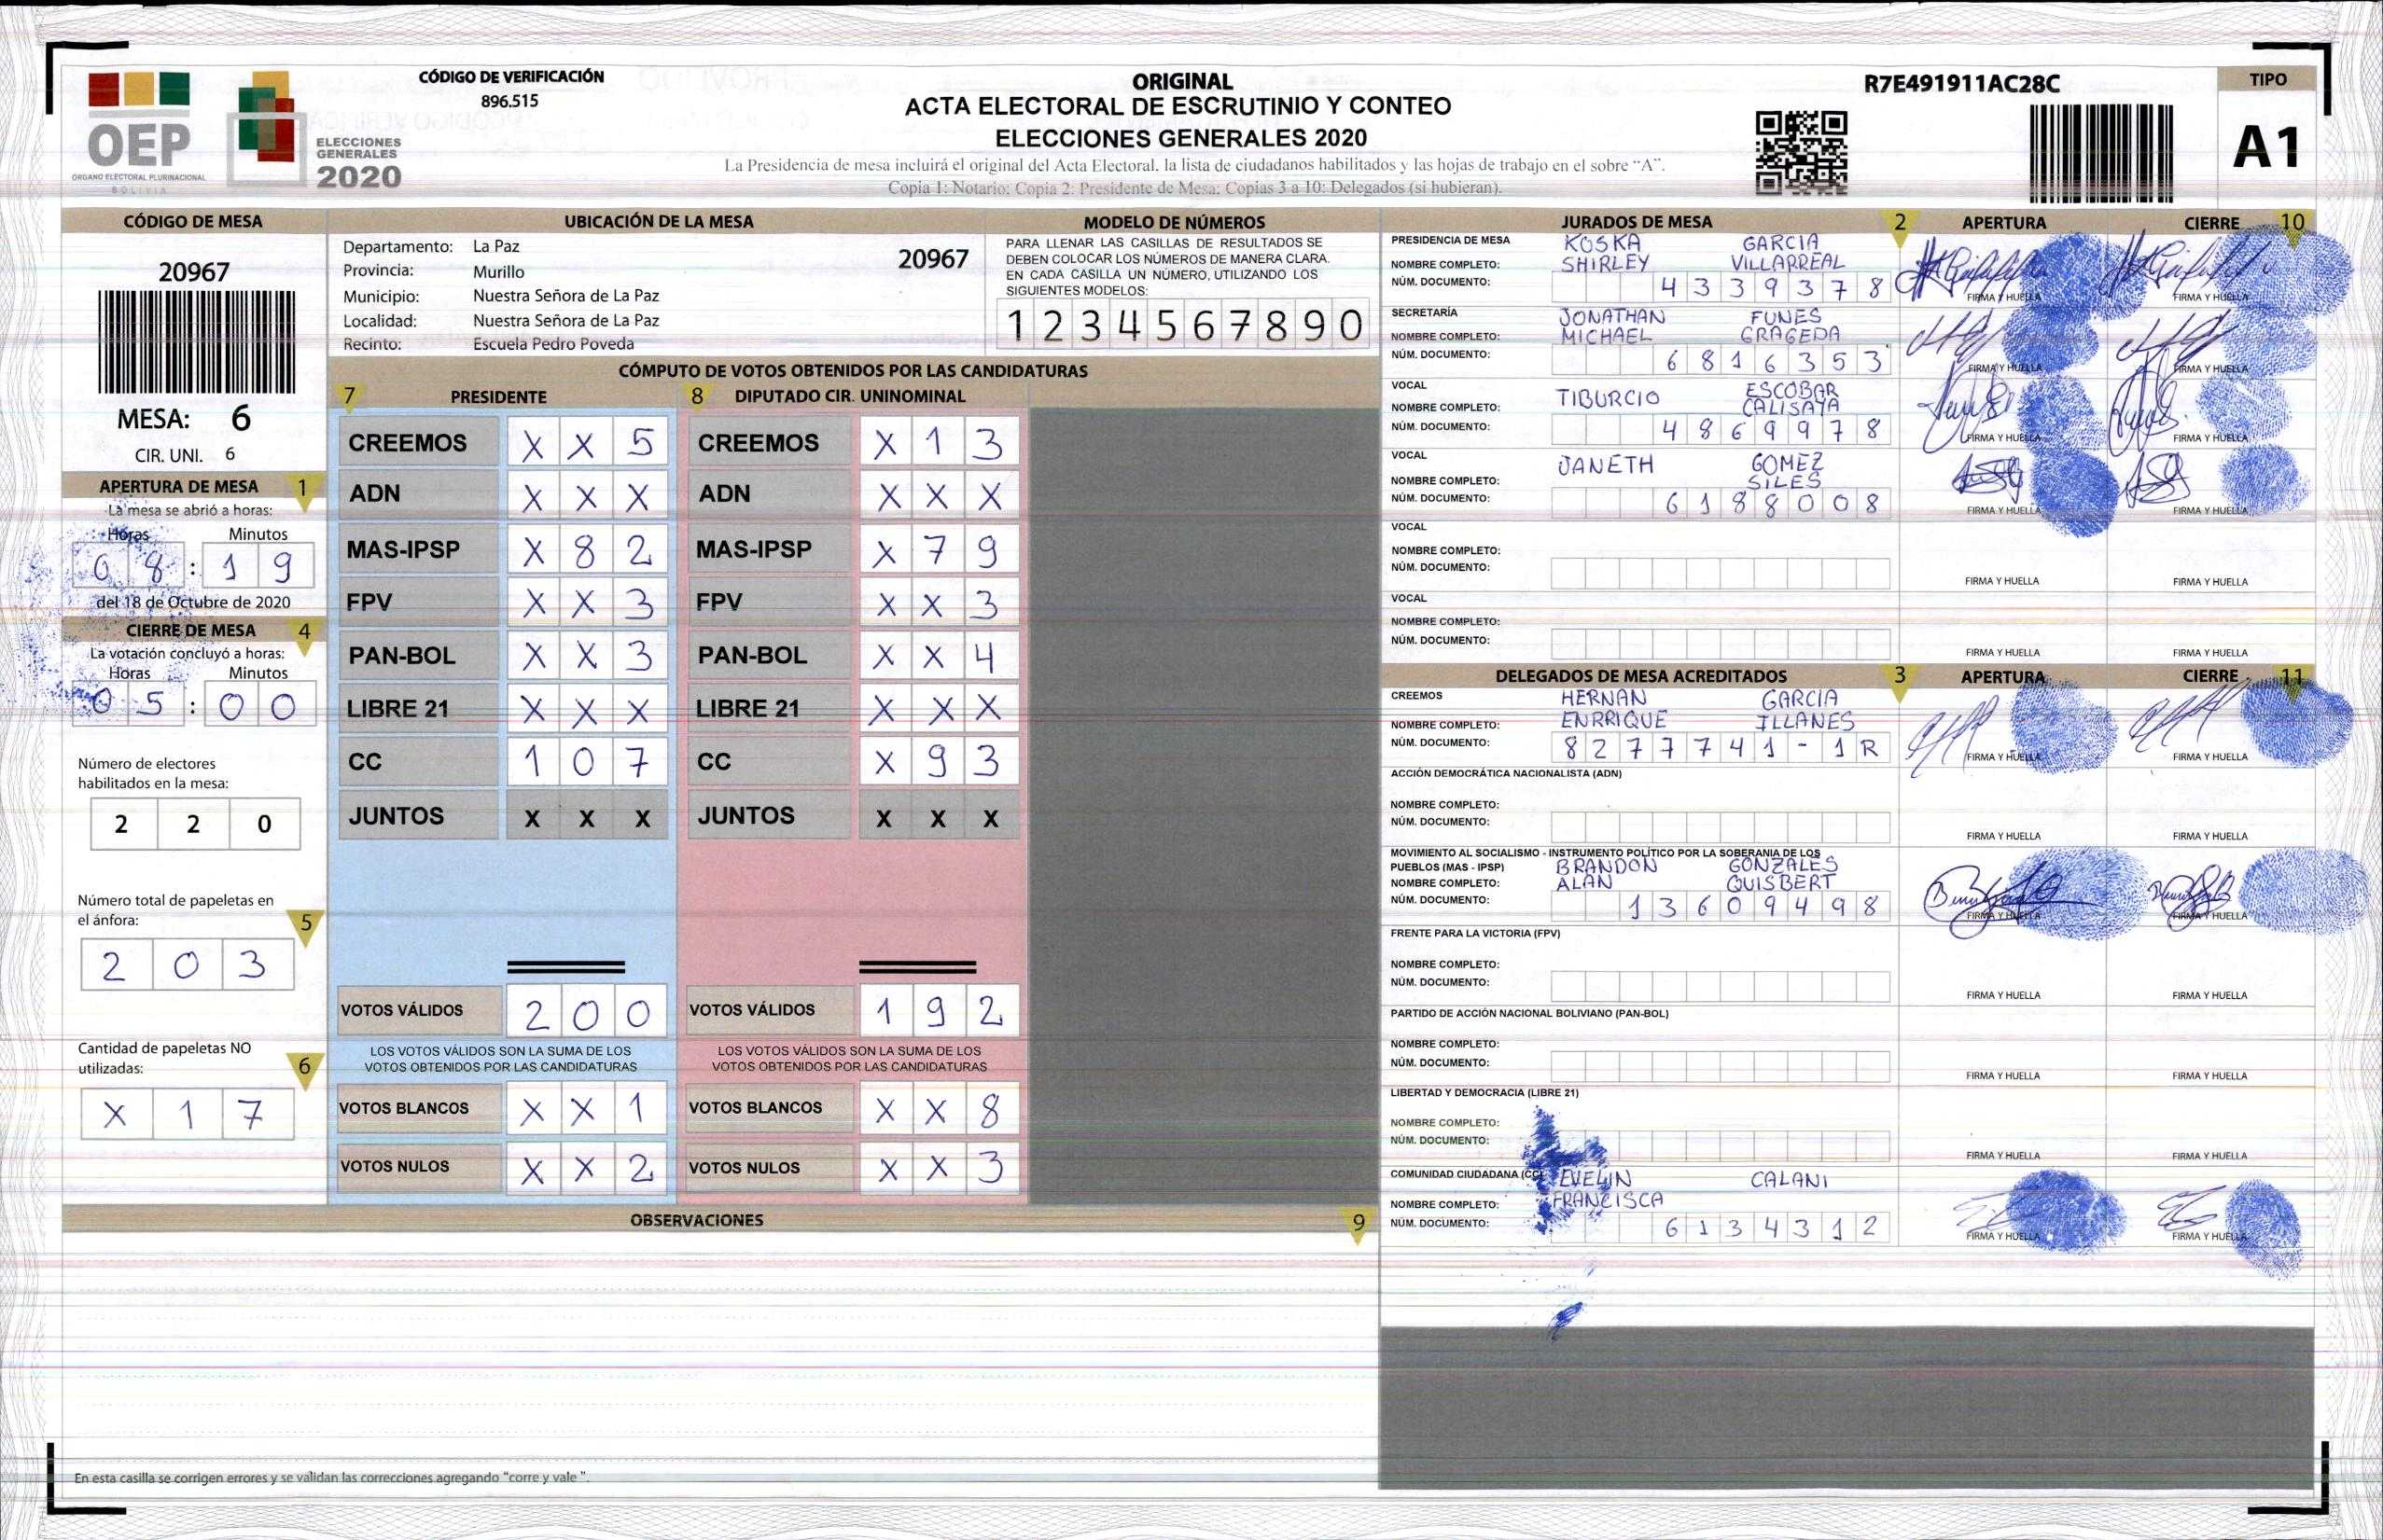 CÓDIGO DE VERIFICACIÓN
896.515
OEP
ORGANO ELECTORAL PLURINACIONAL
BOLIVIA
ELECCIONES
GENERALES
2020
ORIGINAL
ACTA ELECTORAL DE ESCRUTINIO Y CONTEO
ELECCIONES GENERALES 2020
La Presidencia de mesa incluirá el original del Acta Electoral, la lista de ciudadanos habilitados y las hojas de trabajo en el sobre "A".
Copia 1: Notario; Copia 2: Presidente de Mesa; Copias 3 a 10: Delegados (si hubieran).
R7E491911AC28C
TIPO
A1
CÓDIGO DE MESA
20967
MESA: 6
CIR. UNI. 6
APERTURA DE MESA 1
La mesa se abrió a horas:
Horas Minutos
08:19
del 18 de Octubre de 2020
CIERRE DE MESA 4
La votación concluyó a horas:
Horas Minutos
05:00
Número de electores
habilitados en la mesa:
2 2 0
Número total de papeletas en
el ánfora: 5
2 0 3
Cantidad de papeletas NO
utilizadas: 6
X 1 7
UBICACIÓN DE LA MESA
Departamento: La Paz 20967
Provincia: Murillo
Municipio: Nuestra Señora de La Paz
Localidad: Nuestra Señora de La Paz
Recinto: Escuela Pedro Poveda
MODELO DE NÚMEROS
PARA LLENAR LAS CASILLAS DE RESULTADOS SE
DEBEN COLOCAR LOS NÚMEROS DE MANERA CLARA.
EN CADA CASILLA UN NÚMERO, UTILIZANDO LOS
SIGUIENTES MODELOS:
1 2 3 4 5 6 7 8 9 0
CÓMPUTO DE VOTOS OBTENIDOS POR LAS CANDIDATURAS
7 PRESIDENTE 8 DIPUTADO CIR. UNINOMINAL
CREEMOS X X 5 CREEMOS X 1 3
ADN X X X ADN X X X
MAS-IPSP X 8 2 MAS-IPSP X 7 9
FPV X X 3 FPV X X 3
PAN-BOL X X 3 PAN-BOL X X 4
LIBRE 21 X X X LIBRE 21 X X X
CC 1 0 7 CC X 9 3
JUNTOS X X X JUNTOS X X X
VOTOS VÁLIDOS 2 0 0 VOTOS VÁLIDOS 1 9 2
LOS VOTOS VÁLIDOS SON LA SUMA DE LOS LOS VOTOS VÁLIDOS SON LA SUMA DE LOS
VOTOS OBTENIDOS POR LAS CANDIDATURAS VOTOS OBTENIDOS POR LAS CANDIDATURAS
VOTOS BLANCOS X X 1 VOTOS BLANCOS X X 8
VOTOS NULOS X X 2 VOTOS NULOS X X 3
OBSERVACIONES 9
En esta casilla se corrigen errores y se validan las correcciones agregando "corre y vale ".
JURADOS DE MESA 2 APERTURA CIERRE 10
PRESIDENCIA DE MESA KOSKA GARCIA
NOMBRE COMPLETO: SHIRLEY VILLARREAL
NÚM. DOCUMENTO: 4 3 3 9 3 7 8
FIRMA Y HUELLA FIRMA Y HUELLA
SECRETARÍA JONATHAN FUNES
NOMBRE COMPLETO: MICHAEL GRAGEDA
NÚM. DOCUMENTO: 6 8 1 6 3 5 3
FIRMA Y HUELLA FIRMA Y HUELLA
VOCAL TIBURCIO ESCOBAR
NOMBRE COMPLETO: CALISAYA
NÚM. DOCUMENTO: 4 8 6 9 9 7 8
FIRMA Y HUELLA FIRMA Y HUELLA
VOCAL JANETH GOMEZ
NOMBRE COMPLETO: SILES
NÚM. DOCUMENTO: 6 1 8 8 0 0 8
FIRMA Y HUELLA FIRMA Y HUELLA
VOCAL
NOMBRE COMPLETO:
NÚM. DOCUMENTO:
FIRMA Y HUELLA FIRMA Y HUELLA
VOCAL
NOMBRE COMPLETO:
NÚM. DOCUMENTO:
FIRMA Y HUELLA FIRMA Y HUELLA
DELEGADOS DE MESA ACREDITADOS 3 APERTURA CIERRE 11
CREEMOS HERNAN GARCIA
NOMBRE COMPLETO: ENRRIQUE ILLANES
NÚM. DOCUMENTO: 8 2 7 7 7 4 1 - 1 R
FIRMA Y HUELLA FIRMA Y HUELLA
ACCIÓN DEMOCRÁTICA NACIONALISTA (ADN)
NOMBRE COMPLETO:
NÚM. DOCUMENTO:
FIRMA Y HUELLA FIRMA Y HUELLA
MOVIMIENTO AL SOCIALISMO - INSTRUMENTO POLÍTICO POR LA SOBERANIA DE LOS
PUEBLOS (MAS - IPSP) BRANDON GONZALES
NOMBRE COMPLETO: ALAN QUISBERT
NÚM. DOCUMENTO: 1 3 6 0 9 4 9 8
FIRMA Y HUELLA FIRMA Y HUELLA
FRENTE PARA LA VICTORIA (FPV)
NOMBRE COMPLETO:
NÚM. DOCUMENTO:
FIRMA Y HUELLA FIRMA Y HUELLA
PARTIDO DE ACCIÓN NACIONAL BOLIVIANO (PAN-BOL)
NOMBRE COMPLETO:
NÚM. DOCUMENTO:
FIRMA Y HUELLA FIRMA Y HUELLA
LIBERTAD Y DEMOCRACIA (LIBRE 21)
NOMBRE COMPLETO:
NÚM. DOCUMENTO:
FIRMA Y HUELLA FIRMA Y HUELLA
COMUNIDAD CIUDADANA (CC) EVELIN CALANI
NOMBRE COMPLETO: FRANCISCA
NÚM. DOCUMENTO: 6 1 3 4 3 1 2
FIRMA Y HUELLA FIRMA Y HUELLA